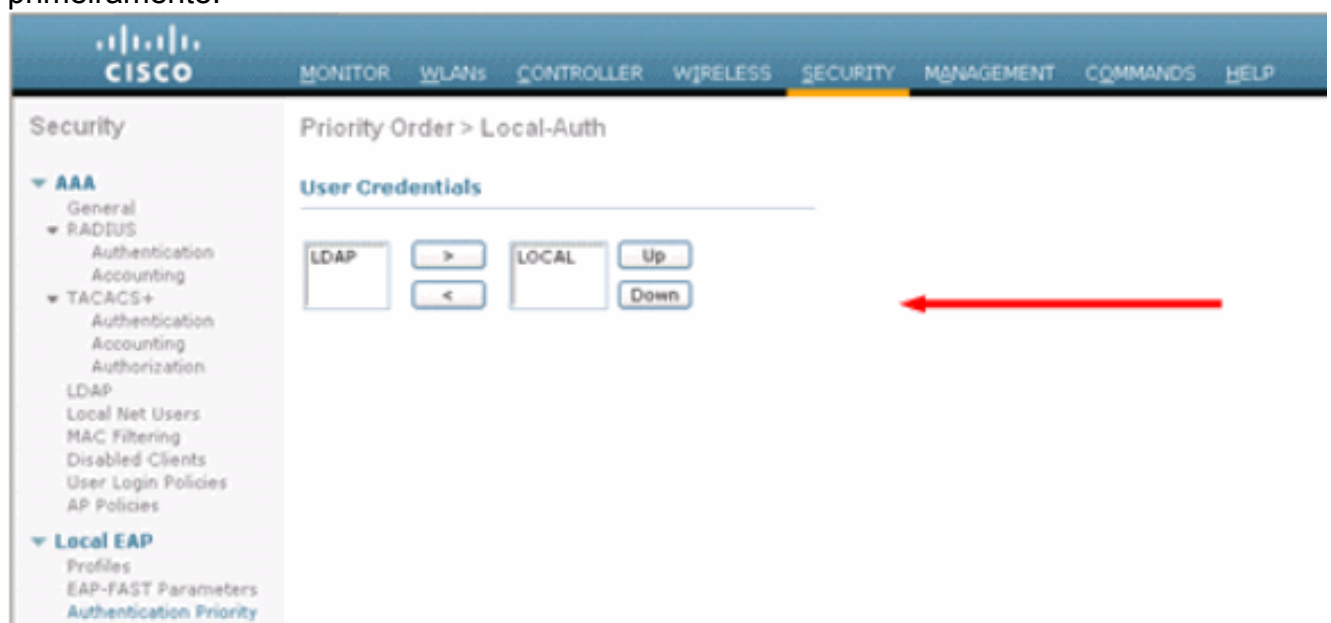 primeiramente.
CISCO
MONITOR WLANs CONTROLLER WIRELESS SECURITY MANAGEMENT COMMANDS HELP
Security
AAA
General
RADIUS
Authentication
Accounting
TACACS+
Authentication
Accounting
Authorization
LDAP
Local Net Users
MAC Filtering
Disabled Clients
User Login Policies
AP Policies
Local EAP
Profiles
EAP-FAST Parameters
Authentication Priority
Priority Order > Local-Auth
User Credentials
LDAP > LOCAL Up
< Down